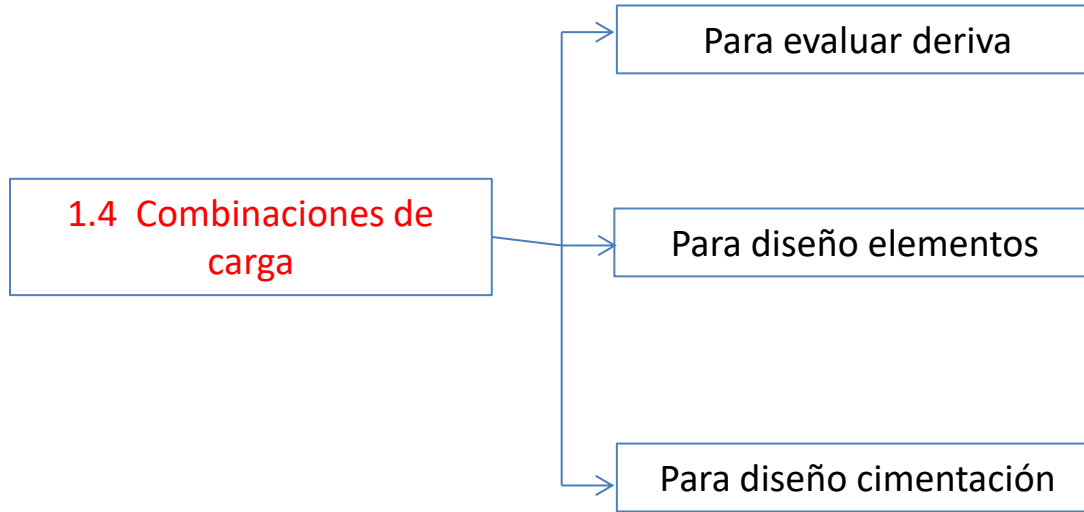 Para evaluar deriva
1.4 Combinaciones de
carga
Para diseño elementos
Para diseño cimentación